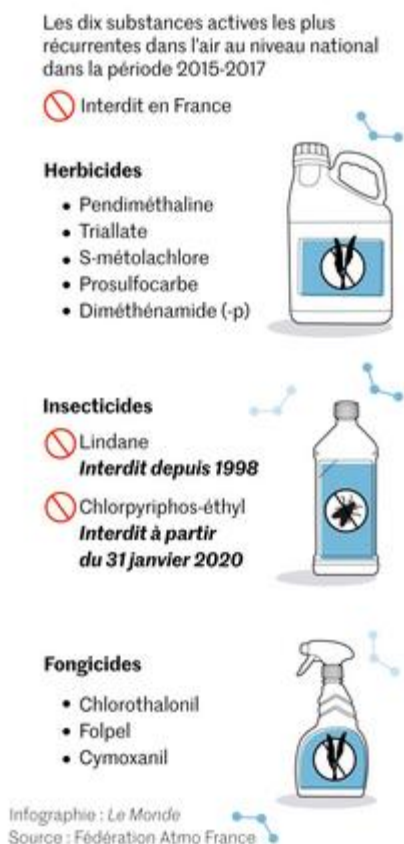 Les dix substances actives les plus
récurrentes dans l'air au niveau national
dans la période 2015-2017
Interdit en France
Herbicides
• Pendiméthaline
• Triallate
• S-métolachlore
• Prosulfocarbe
• Diméthénamide (-p)
Insecticides
Lindane
Interdit depuis 1998
Chlorpyriphos-éthyl
Interdit à partir
du 31 janvier 2020
Fongicides
• Chlorothalonil
• Folpel
• Cymoxanil
Infographie : Le Monde
Source : Fédération Atmo France